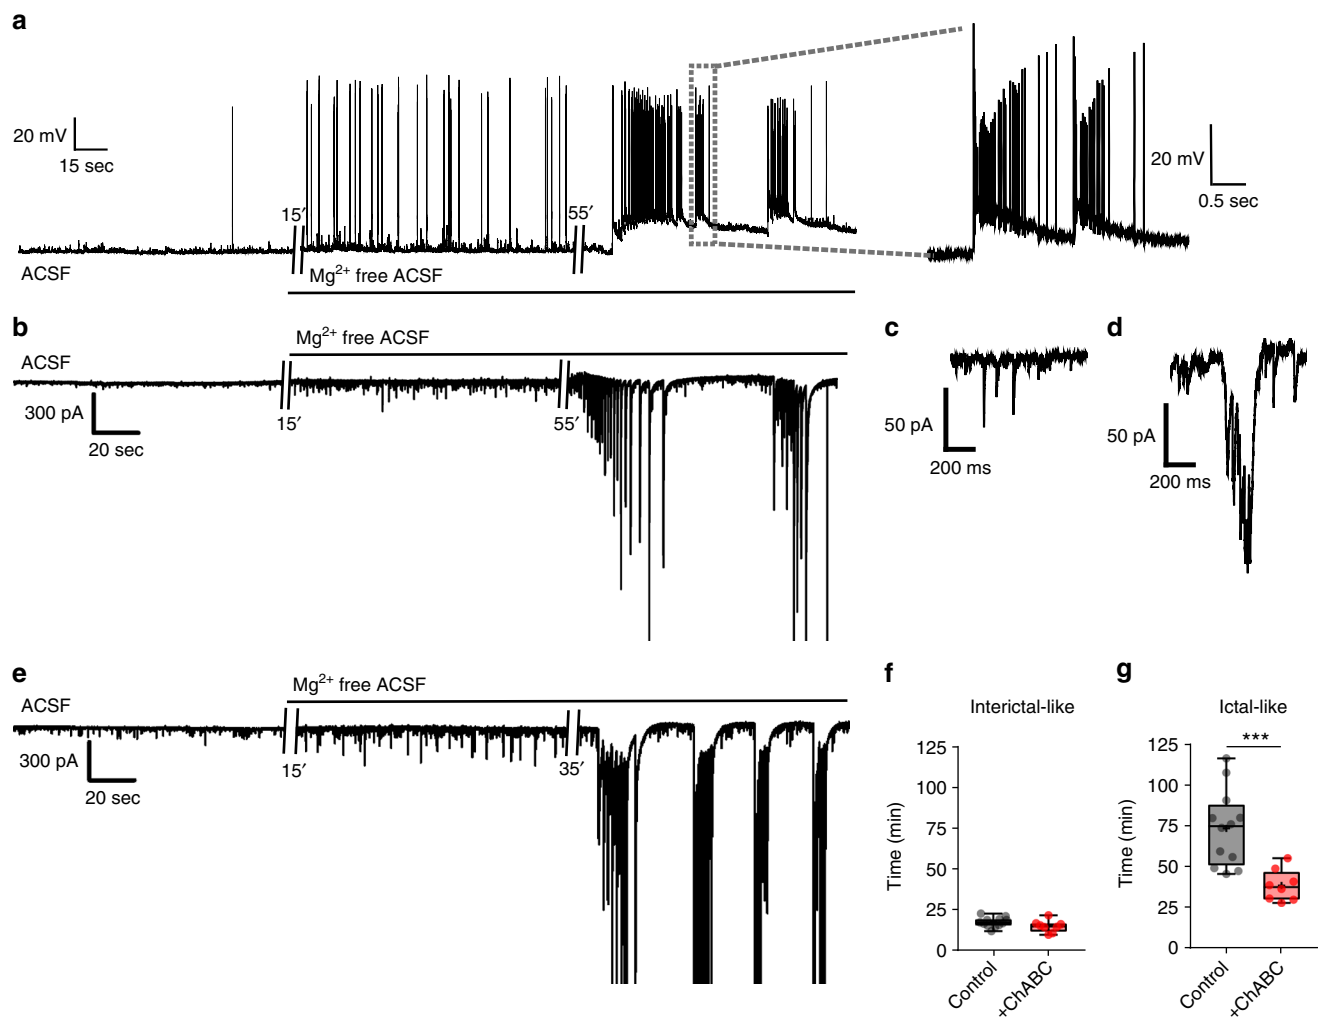 a
20 mV
15 sec
15′
55′
ACSF
Mg2+ free ACSF
20 mV
0.5 sec
b
Mg2+ free ACSF
ACSF
300 pA
20 sec
15′
55′
c
50 pA
200 ms
d
50 pA
200 ms
e
Mg2+ free ACSF
ACSF
300 pA
20 sec
15′
35′
f
Interictal-like
Time (min)
125
100
75
50
25
0
Control
+ChABC
g
Ictal-like
***
Time (min)
125
100
75
50
25
0
Control
+ChABC